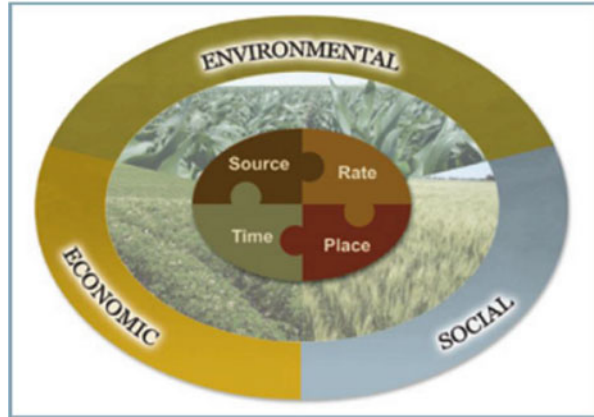 ENVIRONMENTAL
Source
Rate
Time
Place
ECONOMIC
SOCIAL